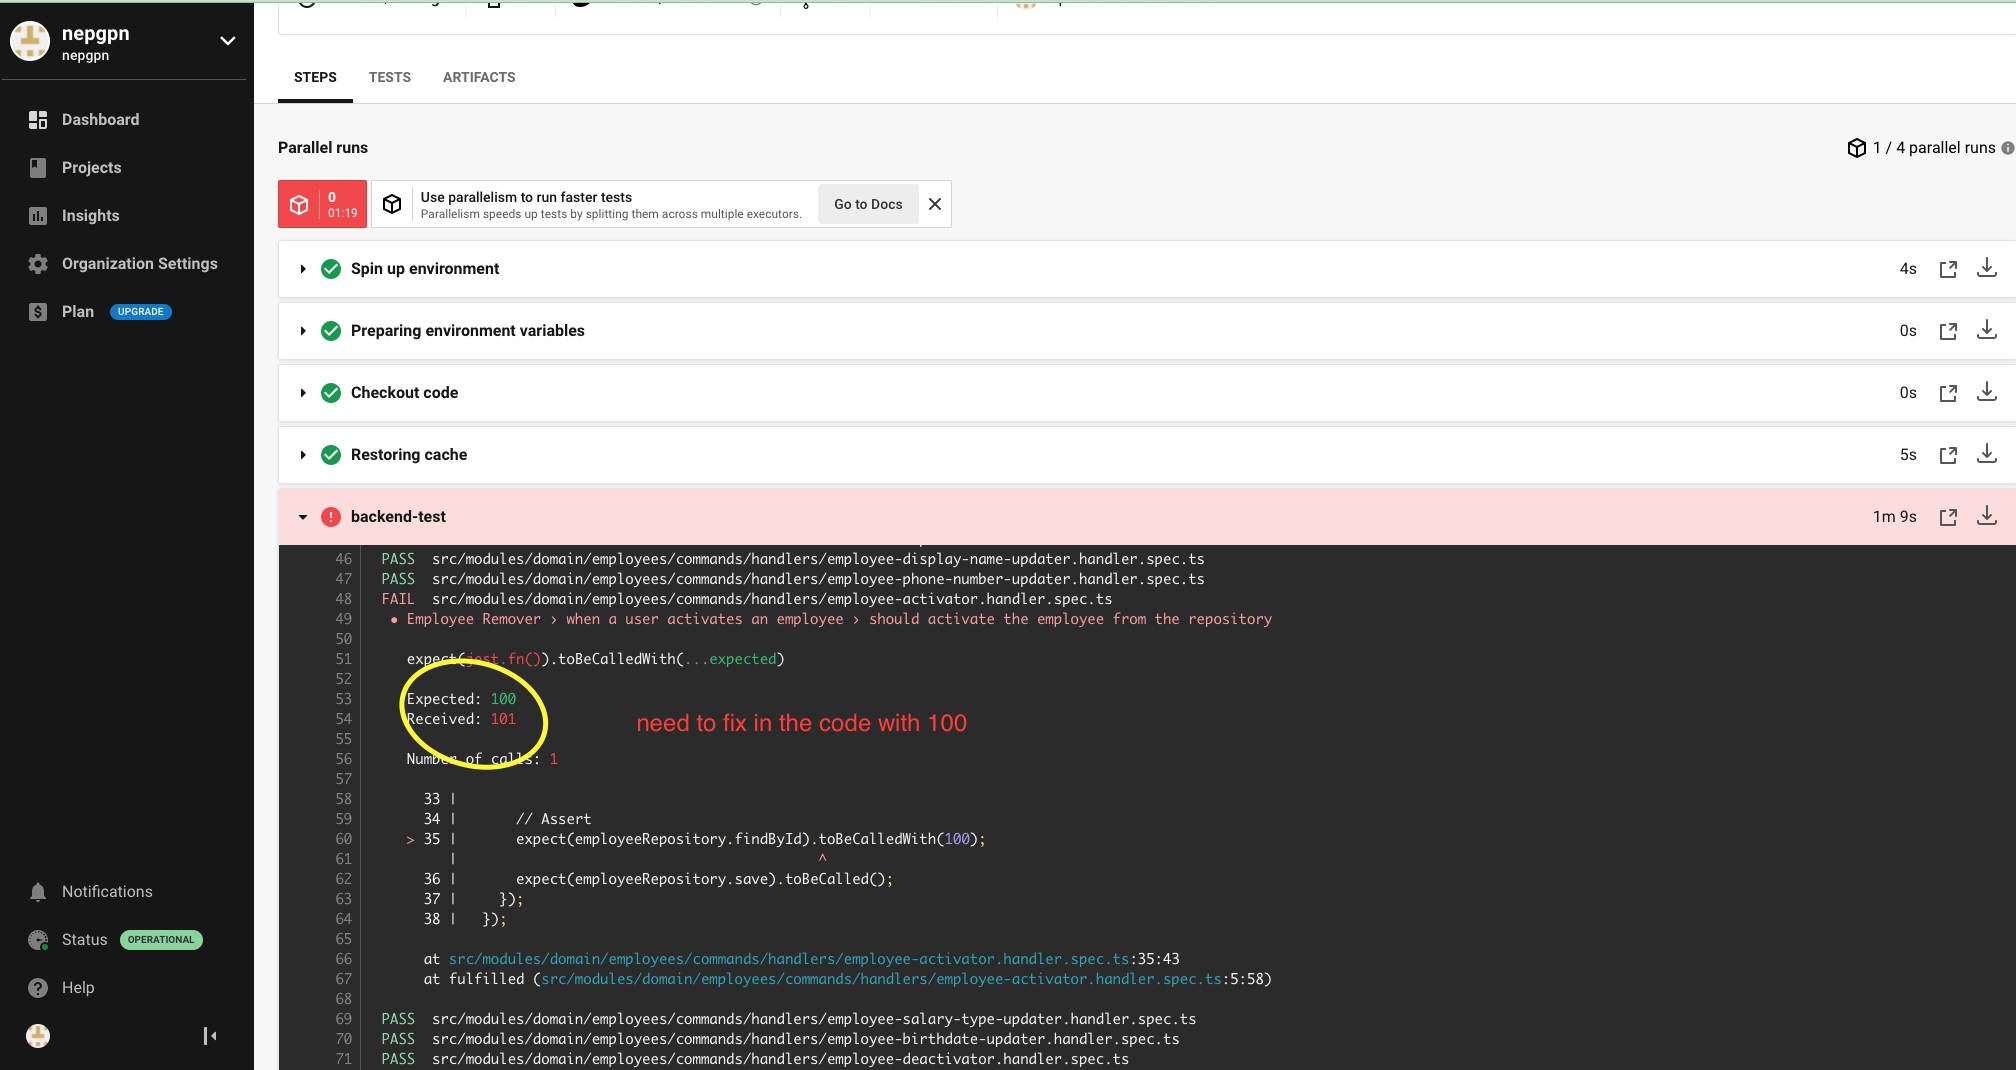 nepgpn
nepgpn
Dashboard
Projects
Insights
Organization Settings
Plan UPGRADE
Notifications
Status OPERATIONAL
Help
STEPS TESTS ARTIFACTS
Parallel runs
1 / 4 parallel runs
0
01:19
Use parallelism to run faster tests
Parallelism speeds up tests by splitting them across multiple executors.
Go to Docs
Spin up environment 4s
Preparing environment variables 0s
Checkout code 0s
Restoring cache 5s
backend-test 1m 9s
46 PASS src/modules/domain/employees/commands/handlers/employee-display-name-updater.handler.spec.ts
47 PASS src/modules/domain/employees/commands/handlers/employee-phone-number-updater.handler.spec.ts
48 FAIL src/modules/domain/employees/commands/handlers/employee-activator.handler.spec.ts
49 ● Employee Remover › when a user activates an employee › should activate the employee from the repository
50
51 expect(jest.fn()).toBeCalledWith(...expected)
52
53 Expected: 100
54 Received: 101
need to fix in the code with 100
55
56 Number of calls: 1
57
58 33 |
59 34 | // Assert
60 > 35 | expect(employeeRepository.findById).toBeCalledWith(100);
61 | ^
62 36 | expect(employeeRepository.save).toBeCalled();
63 37 | });
64 38 | });
65
66 at src/modules/domain/employees/commands/handlers/employee-activator.handler.spec.ts:35:43
67 at fulfilled (src/modules/domain/employees/commands/handlers/employee-activator.handler.spec.ts:5:58)
68
69 PASS src/modules/domain/employees/commands/handlers/employee-salary-type-updater.handler.spec.ts
70 PASS src/modules/domain/employees/commands/handlers/employee-birthdate-updater.handler.spec.ts
71 PASS src/modules/domain/employees/commands/handlers/employee-deactivator.handler.spec.ts